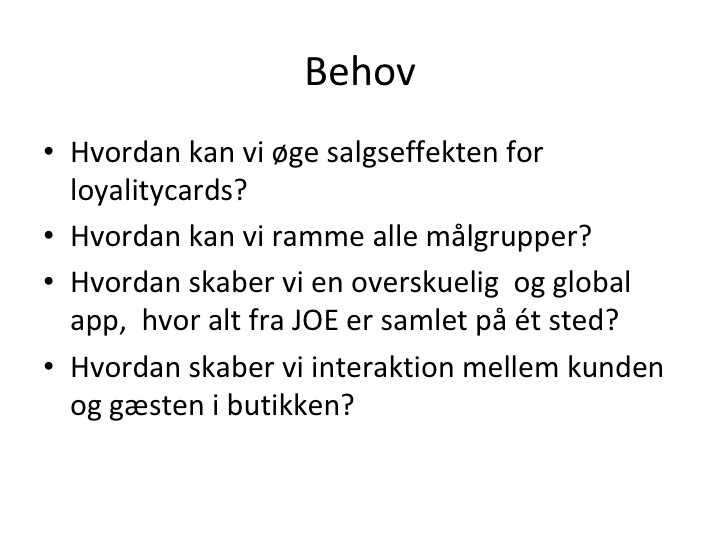 Behov
• Hvordan kan vi øge salgseffekten for
loyalitycards?
• Hvordan kan vi ramme alle målgrupper?
• Hvordan skaber vi en overskuelig  og global
app,  hvor alt fra JOE er samlet på ét sted?
• Hvordan skaber vi interaktion mellem kunden
og gæsten i butikken?